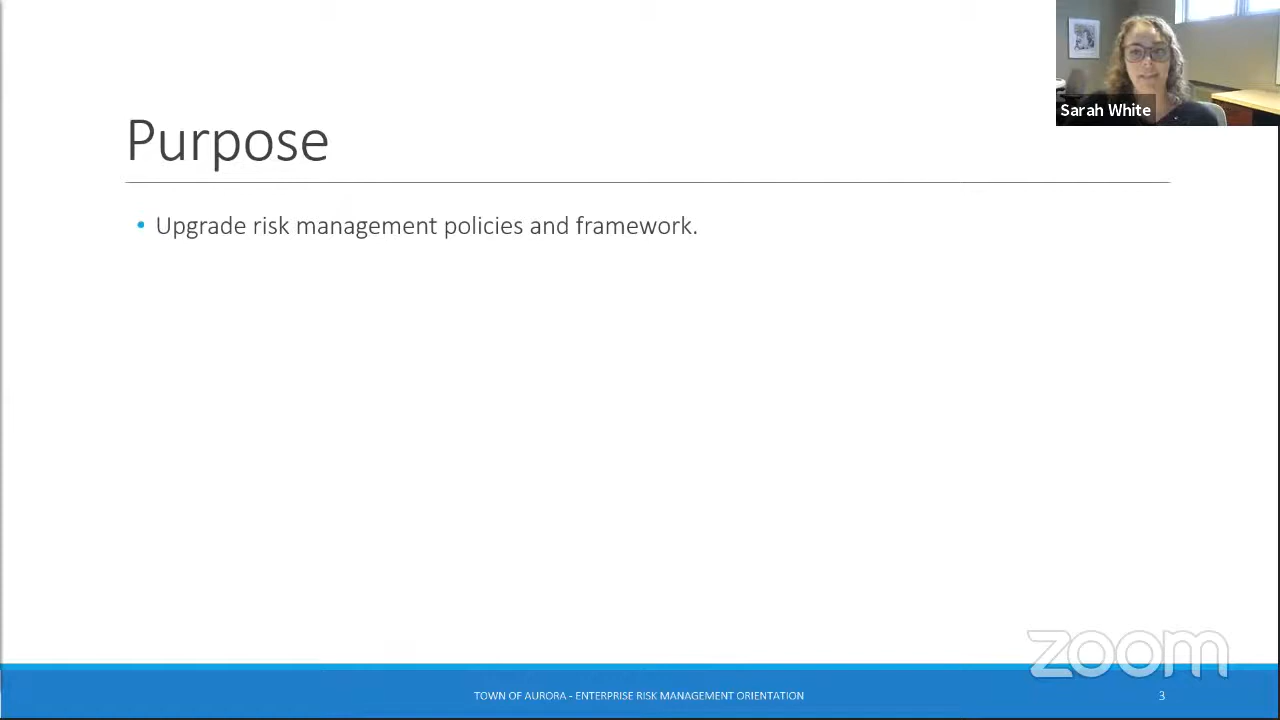 Sarah White
Purpose
• Upgrade risk management policies and framework.
zoom
TOWN OF AURORA - ENTERPRISE RISK MANAGEMENT ORIENTATION
3